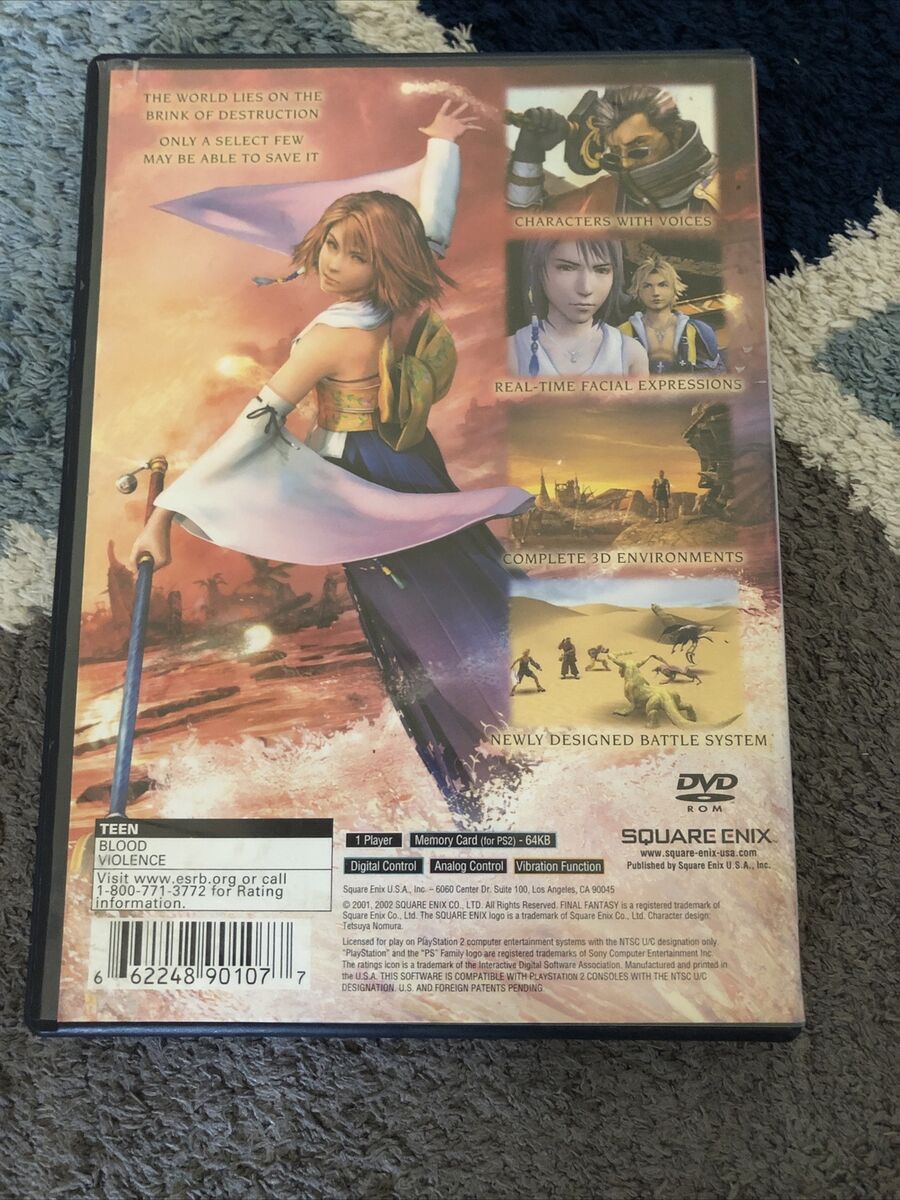 THE WORLD LIES ON THE
BRINK OF DESTRUCTION
ONLY A SELECT FEW
MAY BE ABLE TO SAVE IT
CHARACTERS WITH VOICES
REAL-TIME FACIAL EXPRESSIONS
COMPLETE 3D ENVIRONMENTS
NEWLY DESIGNED BATTLE SYSTEM
DVD
ROM
SQUARE ENIX
www.square-enix-usa.com
Published by Square Enix U.S.A., Inc.
TEEN
BLOOD
VIOLENCE
Visit www.esrb.org or call
1-800-771-3772 for Rating
information.
1 Player
Memory Card (for PS2) - 64KB
Digital Control
Analog Control
Vibration Function
Square Enix U.S.A., Inc. – 6060 Center Dr. Suite 100, Los Angeles, CA 90045
© 2001, 2002 SQUARE ENIX CO., LTD. All Rights Reserved. FINAL FANTASY is a registered trademark of
Square Enix Co., Ltd. The SQUARE ENIX logo is a trademark of Square Enix Co., Ltd. Character design:
Tetsuya Nomura.
Licensed for play on PlayStation 2 computer entertainment systems with the NTSC U/C designation only.
"PlayStation" and the "PS" Family logo are registered trademarks of Sony Computer Entertainment Inc.
The ratings icon is a trademark of the Interactive Digital Software Association. Manufactured and printed in
the U.S.A. THIS SOFTWARE IS COMPATIBLE WITH PLAYSTATION 2 CONSOLES WITH THE NTSC U/C
DESIGNATION. U.S. AND FOREIGN PATENTS PENDING
6 62248 90107 7